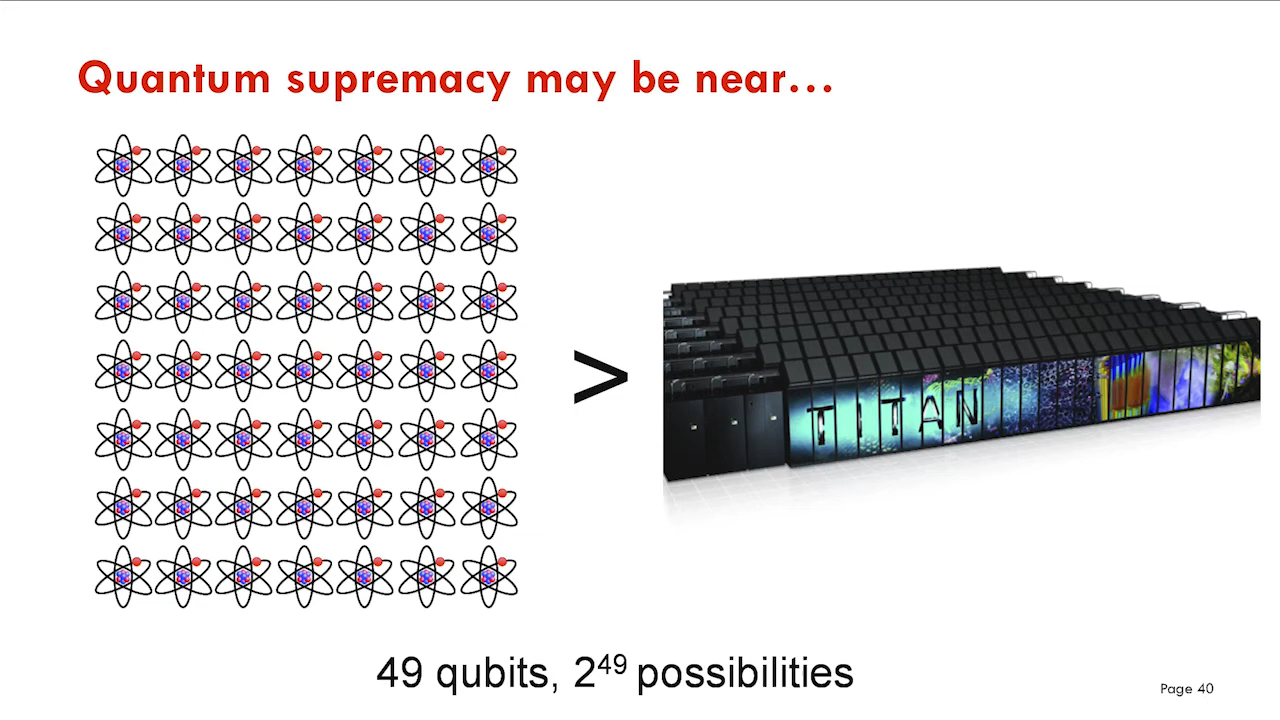 Quantum supremacy may be near…
>
TITAN
49 qubits, 2⁴⁹ possibilities
Page 40